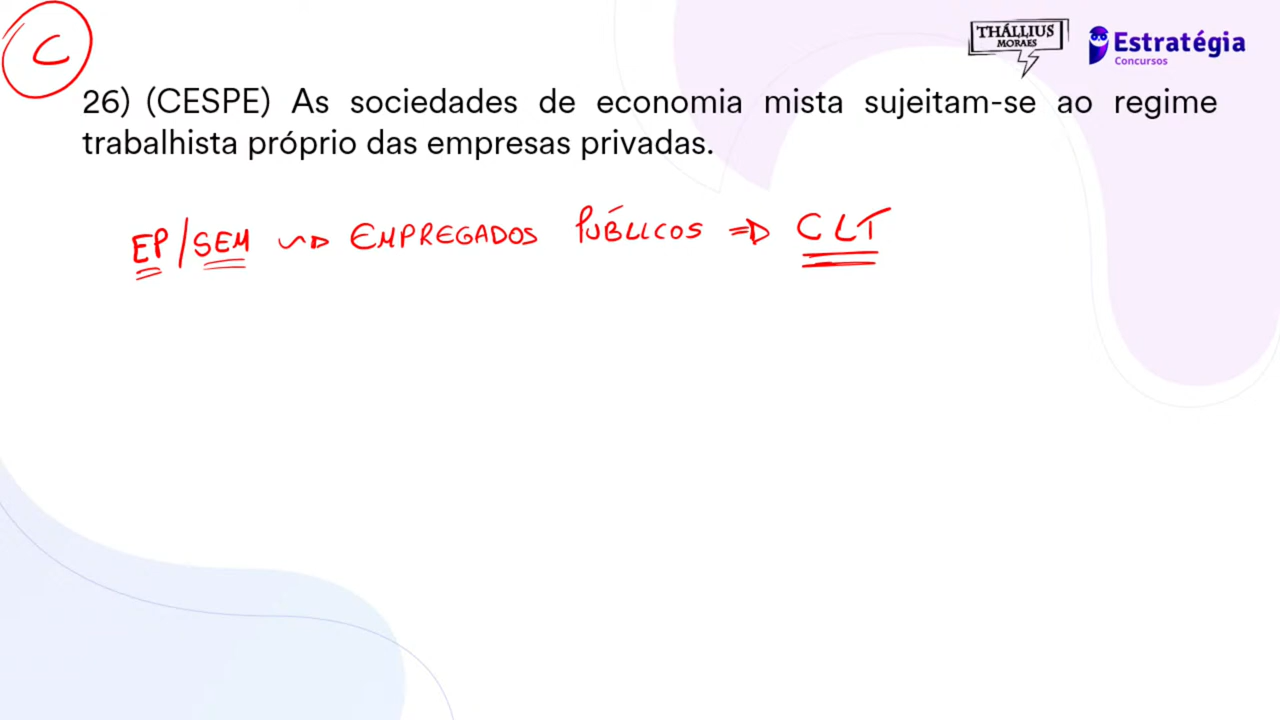 C
THÁLLIUS
MORAES
Estratégia
Concursos
26) (CESPE) As sociedades de economia mista sujeitam-se ao regime
trabalhista próprio das empresas privadas.
EP/SEM ⇝ EMPREGADOS PÚBLICOS ⇒ CLT